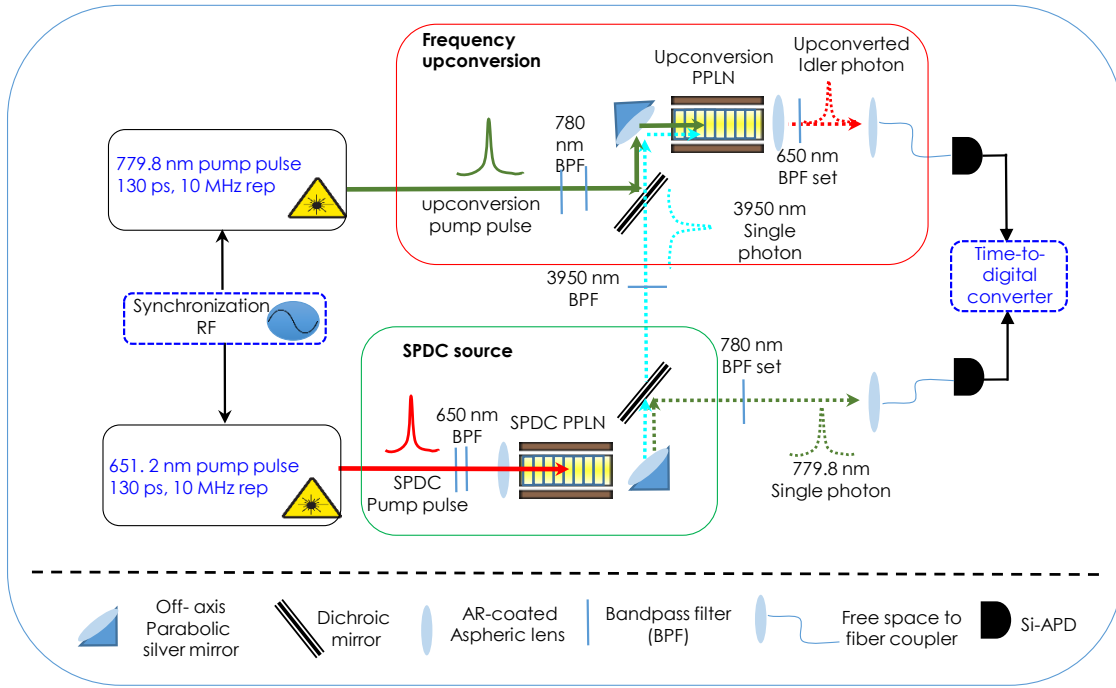 Frequency
upconversion
Upconversion
PPLN
Upconverted
Idler photon
780
nm
BPF
650 nm
BPF set
779.8 nm pump pulse
130 ps, 10 MHz rep
upconversion
pump pulse
3950 nm
Single
photon
3950 nm
BPF
Time-to-
digital
converter
Synchronization
RF
SPDC source
780 nm
BPF set
650 nm
BPF
SPDC PPLN
651. 2 nm pump pulse
130 ps, 10 MHz rep
SPDC
Pump pulse
779.8 nm
Single photon
Off- axis
Parabolic
silver mirror
Dichroic
mirror
AR-coated
Aspheric lens
Bandpass filter
(BPF)
Free space to
fiber coupler
Si-APD